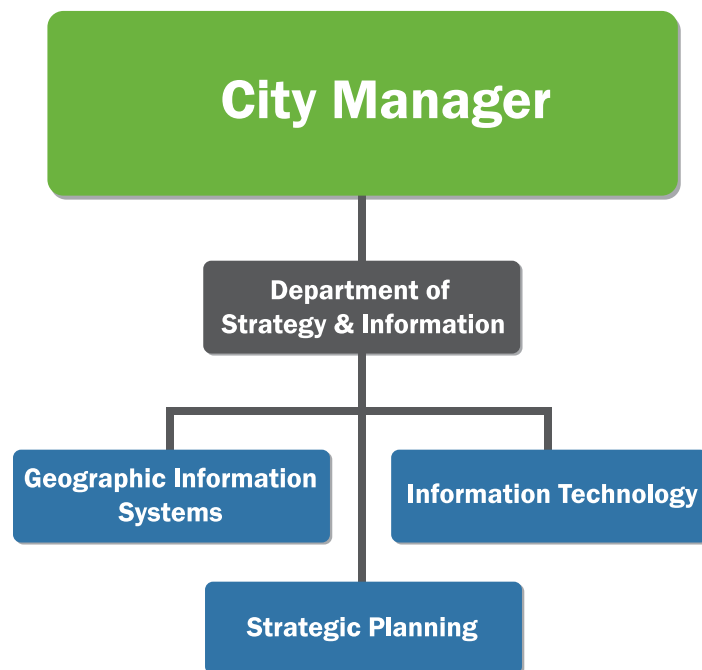 City Manager
Department of
Strategy & Information
Geographic Information
Systems
Information Technology
Strategic Planning